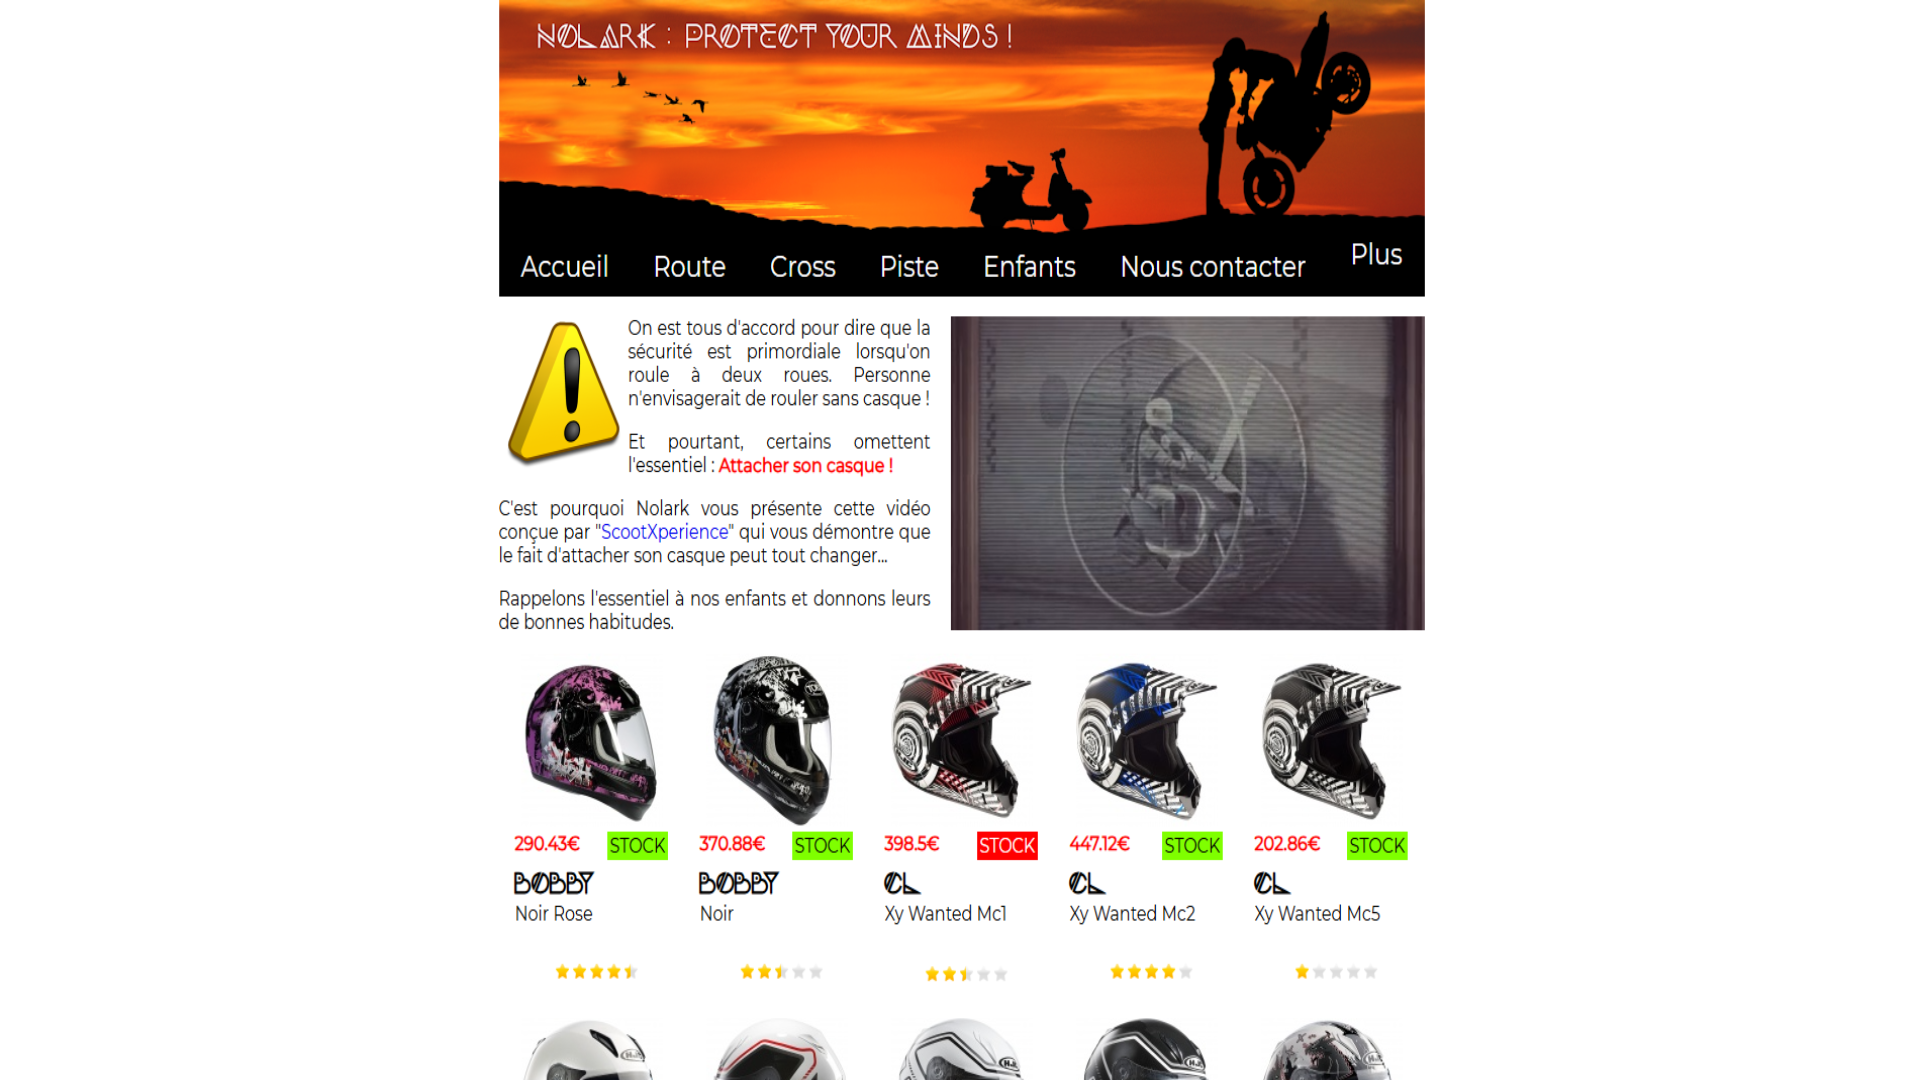 NOLARK : PROTECT YOUR MINDS !
Accueil Route Cross Piste Enfants Nous contacter Plus
On est tous d'accord pour dire que la
sécurité est primordiale lorsqu'on
roule à deux roues. Personne
n'envisagerait de rouler sans casque !
Et pourtant, certains omettent
l'essentiel : Attacher son casque !
C'est pourquoi Nolark vous présente cette vidéo
conçue par "ScootXperience" qui vous démontre que
le fait d'attacher son casque peut tout changer...
Rappelons l'essentiel à nos enfants et donnons leurs
de bonnes habitudes.
290.43€ STOCK 370.88€ STOCK 398.5€ STOCK 447.12€ STOCK 202.86€ STOCK
BOBBY BOBBY CL CL CL
Noir Rose Noir Xy Wanted Mc1 Xy Wanted Mc2 Xy Wanted Mc5